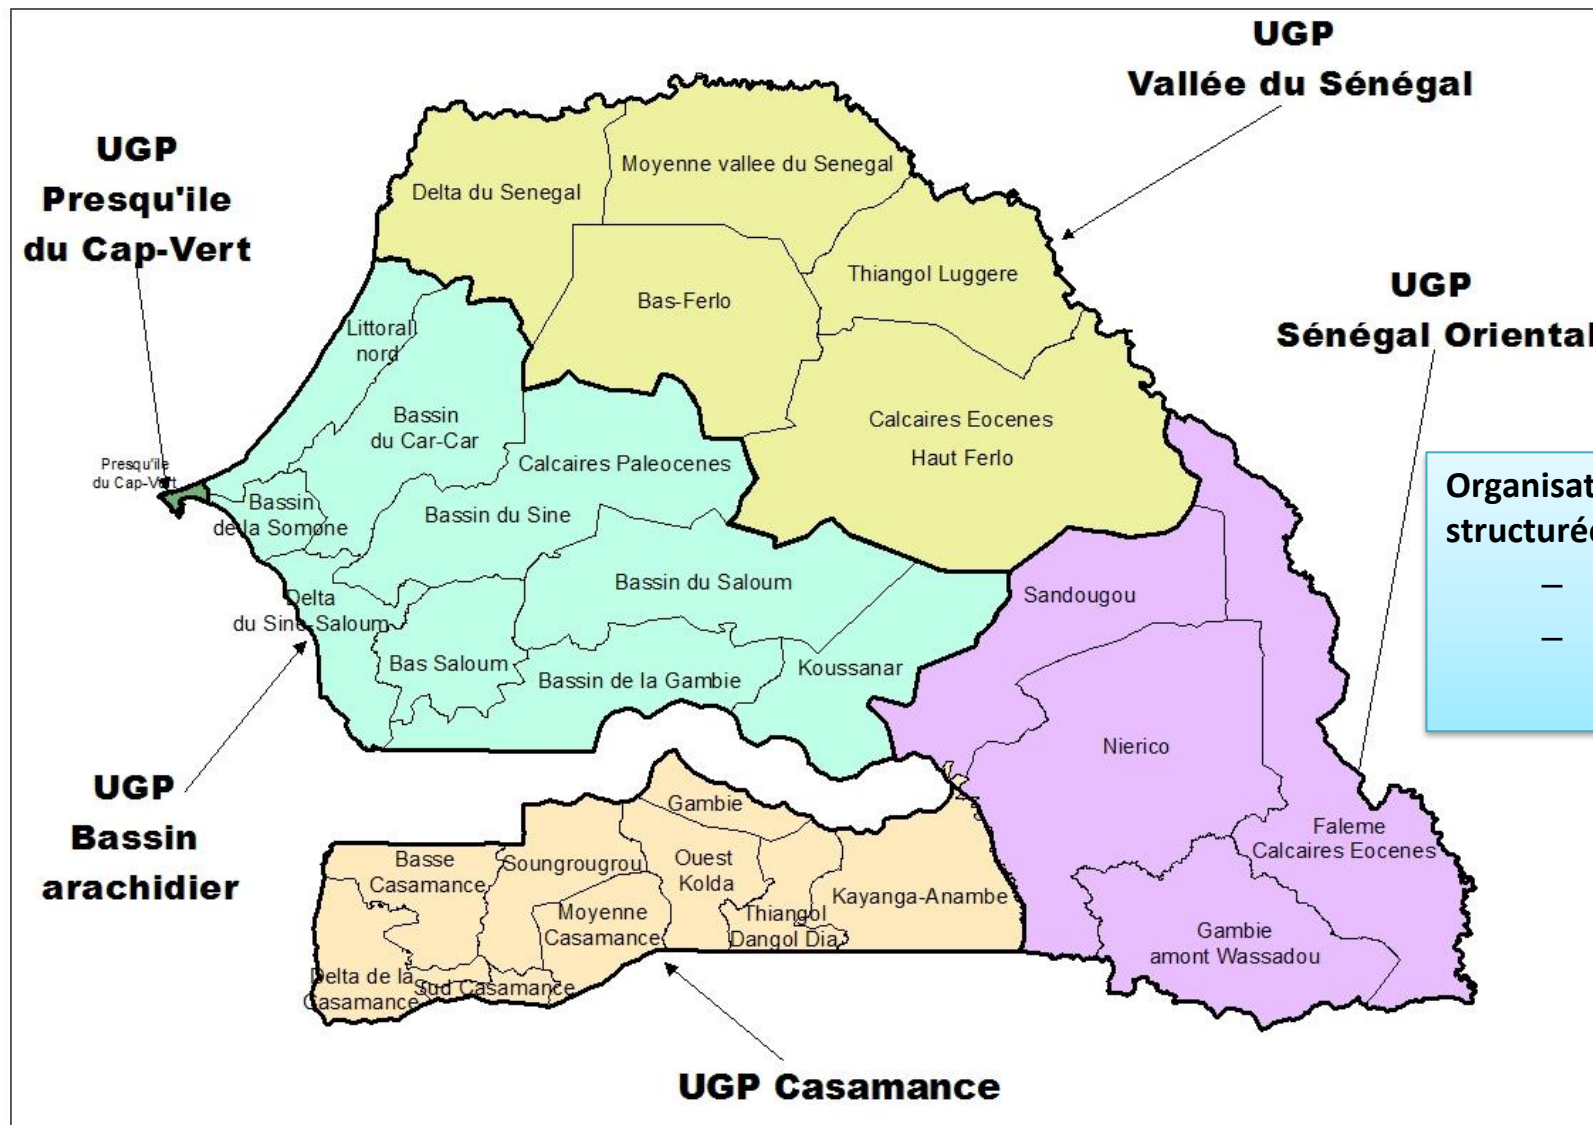 UGP
Vallée du Sénégal
UGP
Presqu'ile
du Cap-Vert
Moyenne vallee du Senegal
Delta du Senegal
Thiangol Luggere
Bas-Ferlo
UGP
Sénégal Oriental
Littoral
nord
Bassin
du Car-Car
Calcaires Eocenes
Haut Ferlo
Presqu'ile
du Cap-Vert
Calcaires Paleocenes
Bassin
de la Somone
Bassin du Sine
Organisat
structurée
–
–
Bassin du Saloum
Sandougou
Delta
du Sine-Saloum
Bas Saloum
Koussanar
Bassin de la Gambie
Nierico
UGP
Bassin
arachidier
Gambie
Faleme
Calcaires Eocenes
Basse
Casamance
Soungrougrou
Ouest
Kolda
Kayanga-Anambe
Moyenne
Casamance
Thiangol
Dangol Dia
Gambie
amont Wassadou
Delta de la
Casamance
Sud Casamance
UGP Casamance